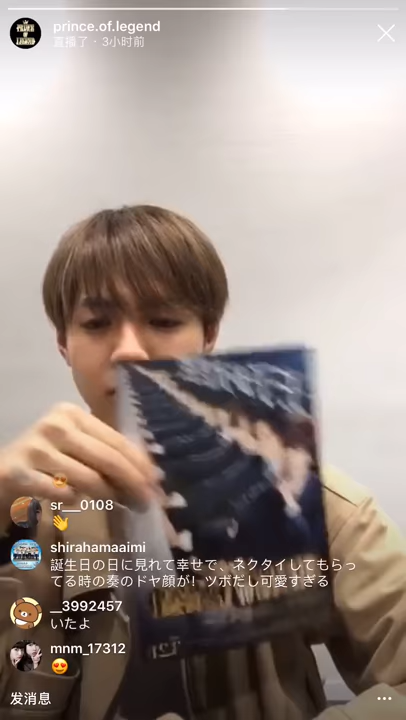 prince.of.legend
直播了・3小时前
sr___0108
👋
shirahamaaimi
誕生日の日に見れて幸せで、ネクタイしてもらっ
てる時の奏のドヤ顔が！ツボだし可愛すぎる
__3992457
いたよ
mnm_17312
😍
发消息